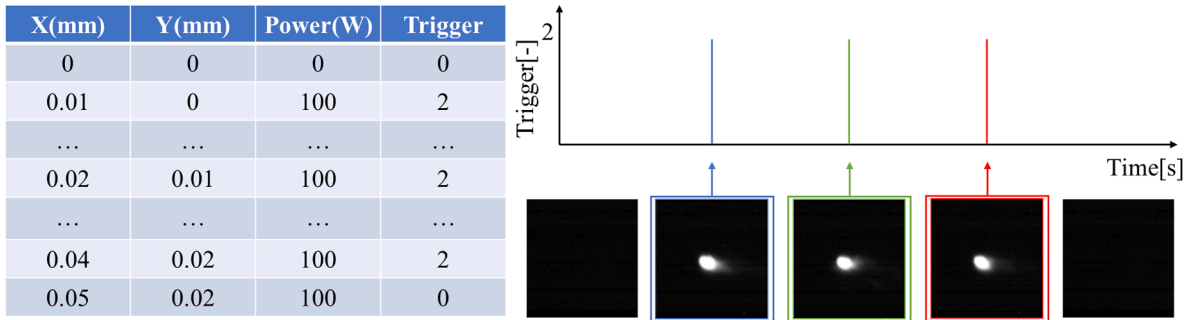 X(mm) Y(mm) Power(W) Trigger
0 0 0 0
0.01 0 100 2
… … … …
0.02 0.01 100 2
… … … …
0.04 0.02 100 2
0.05 0.02 100 0
2
Trigger[-]
Time[s]